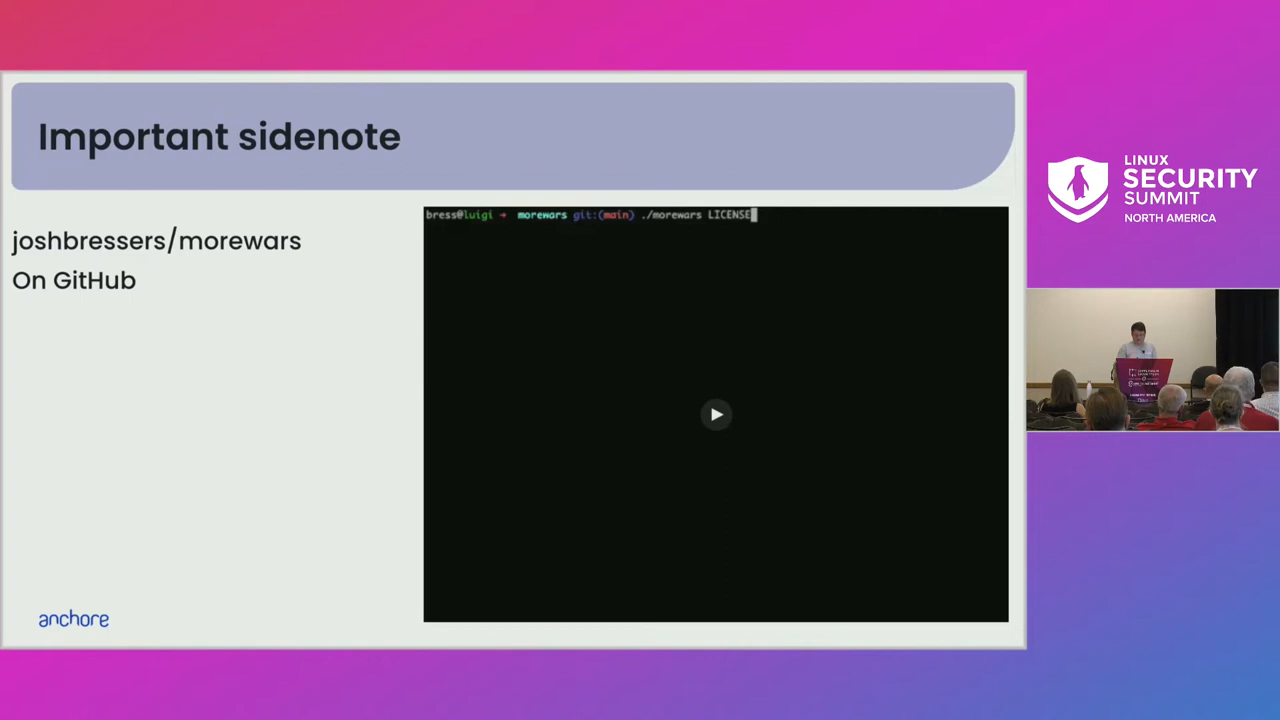 Important sidenote
joshbressers/morewars
On GitHub
bress@luigi → morewars git:(main) ./morewars LICENSE
anchore
LINUX
SECURITY
SUMMIT
NORTH AMERICA